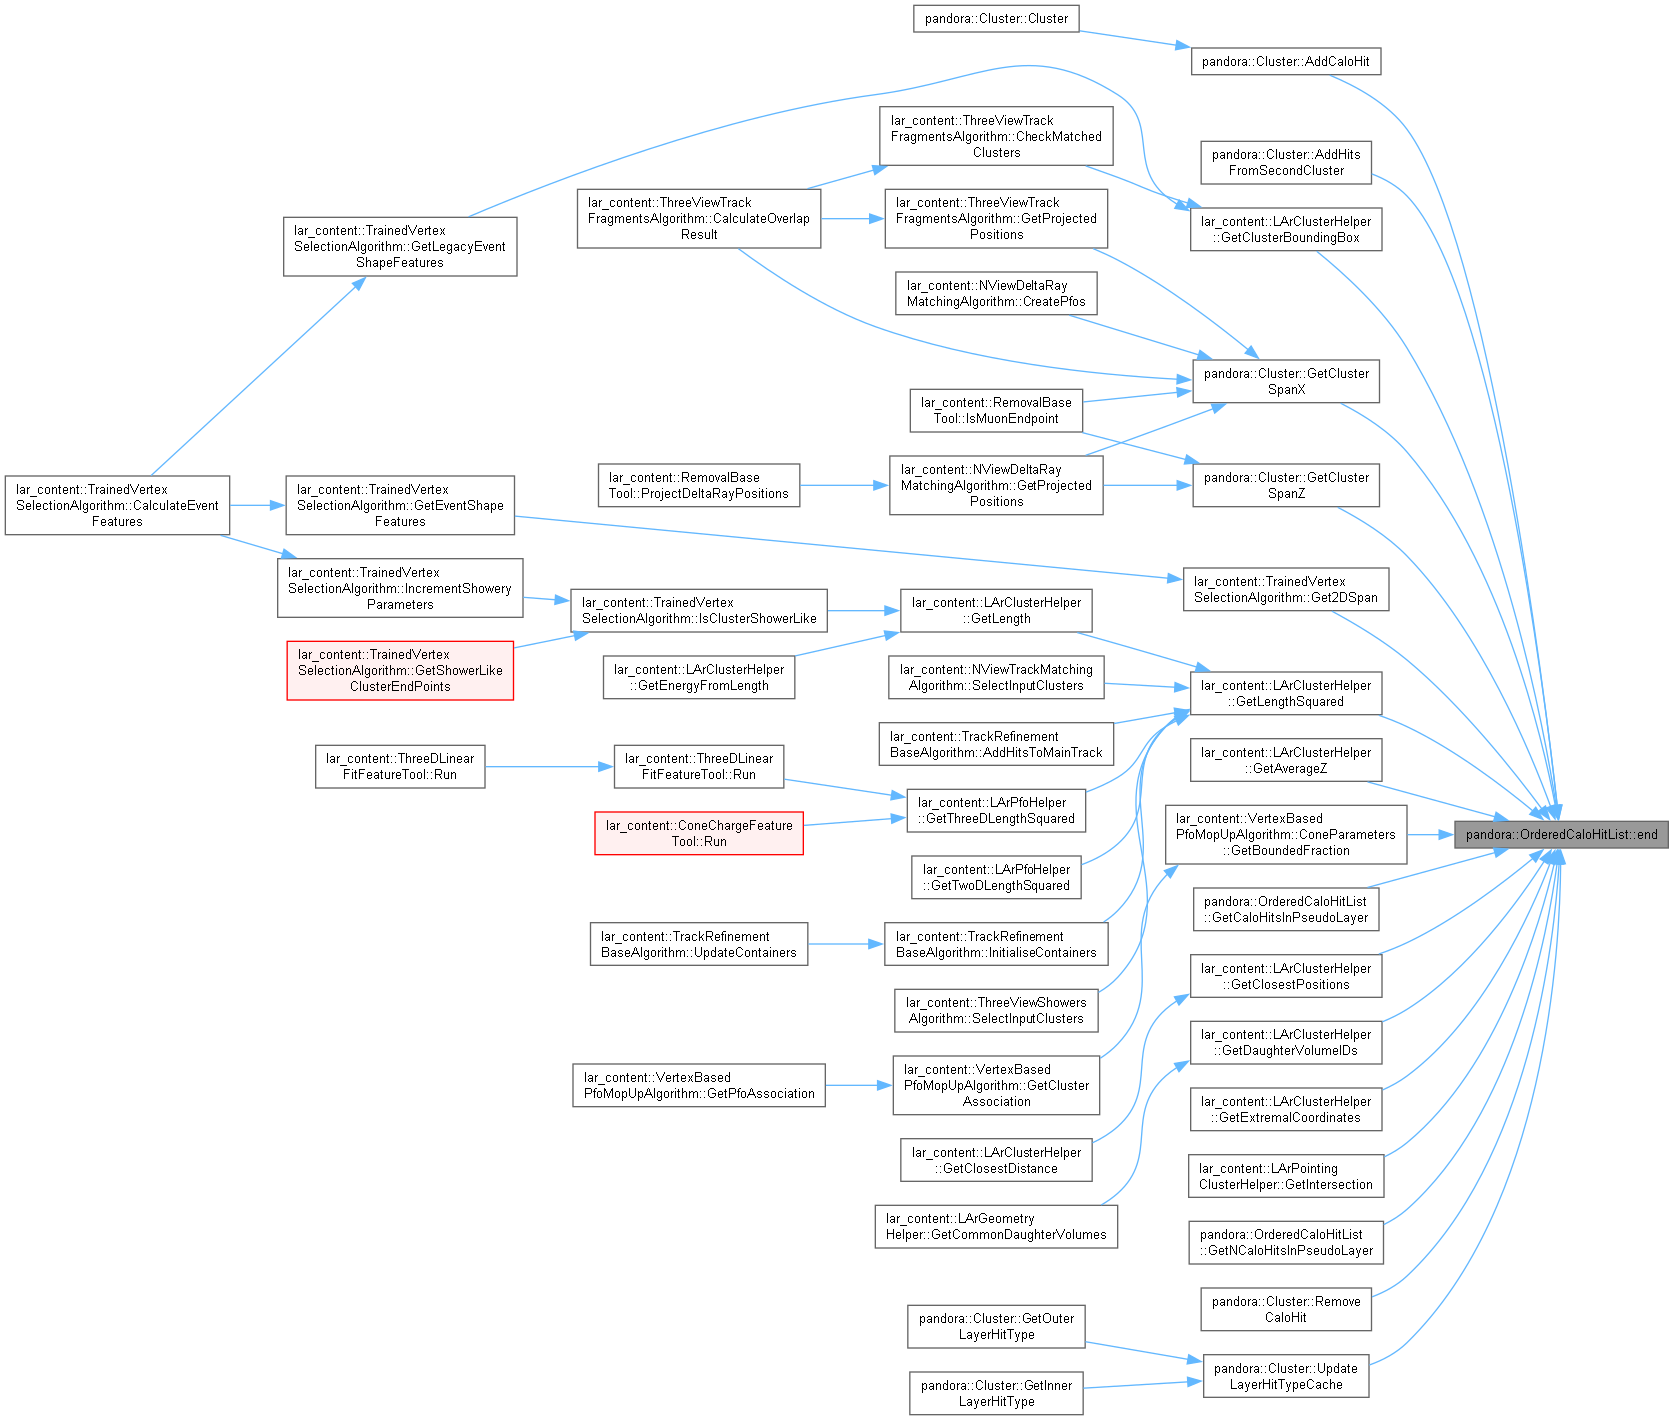 pandora::Cluster::Cluster
pandora::Cluster::AddCaloHit
lar_content::ThreeViewTrack
FragmentsAlgorithm::CheckMatched
Clusters
pandora::Cluster::AddHits
FromSecondCluster
lar_content::ThreeViewTrack
FragmentsAlgorithm::CalculateOverlap
Result
lar_content::ThreeViewTrack
FragmentsAlgorithm::GetProjected
Positions
lar_content::LArClusterHelper
::GetClusterBoundingBox
lar_content::TrainedVertex
SelectionAlgorithm::GetLegacyEvent
ShapeFeatures
lar_content::NViewDeltaRay
MatchingAlgorithm::CreatePfos
pandora::Cluster::GetCluster
SpanX
lar_content::RemovalBase
Tool::IsMuonEndpoint
lar_content::RemovalBase
Tool::ProjectDeltaRayPositions
lar_content::NViewDeltaRay
MatchingAlgorithm::GetProjected
Positions
pandora::Cluster::GetCluster
SpanZ
lar_content::TrainedVertex
SelectionAlgorithm::CalculateEvent
Features
lar_content::TrainedVertex
SelectionAlgorithm::GetEventShape
Features
lar_content::TrainedVertex
SelectionAlgorithm::IncrementShowery
Parameters
lar_content::TrainedVertex
SelectionAlgorithm::Get2DSpan
lar_content::TrainedVertex
SelectionAlgorithm::IsClusterShowerLike
lar_content::LArClusterHelper
::GetLength
lar_content::TrainedVertex
SelectionAlgorithm::GetShowerLike
ClusterEndPoints
lar_content::LArClusterHelper
::GetEnergyFromLength
lar_content::NViewTrackMatching
Algorithm::SelectInputClusters
lar_content::LArClusterHelper
::GetLengthSquared
lar_content::TrackRefinement
BaseAlgorithm::AddHitsToMainTrack
lar_content::LArClusterHelper
::GetAverageZ
lar_content::ThreeDLinear
FitFeatureTool::Run
lar_content::ThreeDLinear
FitFeatureTool::Run
lar_content::LArPfoHelper
::GetThreeDLengthSquared
lar_content::ConeChargeFeature
Tool::Run
lar_content::VertexBased
PfoMopUpAlgorithm::ConeParameters
::GetBoundedFraction
pandora::OrderedCaloHitList::end
lar_content::LArPfoHelper
::GetTwoDLengthSquared
pandora::OrderedCaloHitList
::GetCaloHitsInPseudoLayer
lar_content::TrackRefinement
BaseAlgorithm::UpdateContainers
lar_content::TrackRefinement
BaseAlgorithm::InitialiseContainers
lar_content::LArClusterHelper
::GetClosestPositions
lar_content::ThreeViewShowers
Algorithm::SelectInputClusters
lar_content::LArClusterHelper
::GetDaughterVolumeIDs
lar_content::VertexBased
PfoMopUpAlgorithm::GetPfoAssociation
lar_content::VertexBased
PfoMopUpAlgorithm::GetCluster
Association
lar_content::LArClusterHelper
::GetExtremalCoordinates
lar_content::LArClusterHelper
::GetClosestDistance
lar_content::LArPointing
ClusterHelper::GetIntersection
lar_content::LArGeometry
Helper::GetCommonDaughterVolumes
pandora::OrderedCaloHitList
::GetNCaloHitsInPseudoLayer
pandora::Cluster::Remove
CaloHit
pandora::Cluster::GetOuter
LayerHitType
pandora::Cluster::Update
LayerHitTypeCache
pandora::Cluster::GetInner
LayerHitType